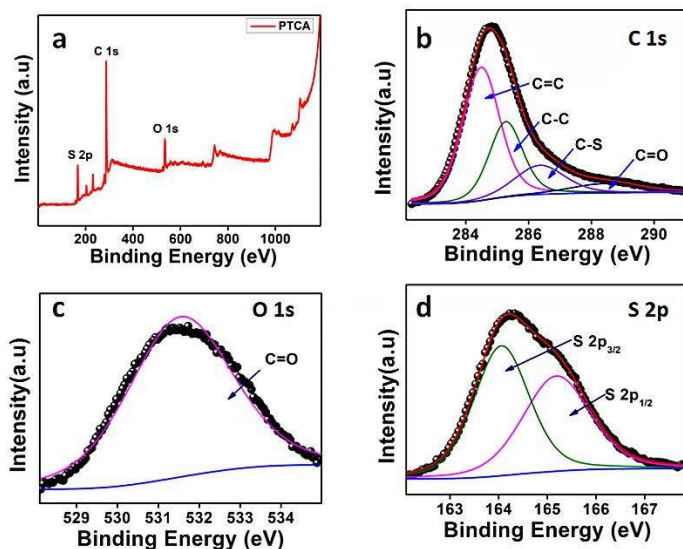 a
PTCA
C 1s
S 2p
O 1s
Intensity (a.u)
200 400 600 800 1000
Binding Energy (eV)
b
C 1s
C=C
C-C
C-S
C=O
Intensity(a.u)
284 286 288 290
Binding Energy (eV)
c
O 1s
C=O
Intensity(a.u)
529 530 531 532 533 534
Binding Energy (eV)
d
S 2p
S 2p3/2
S 2p1/2
Intensity(a.u)
163 164 165 166 167
Binding Energy (eV)